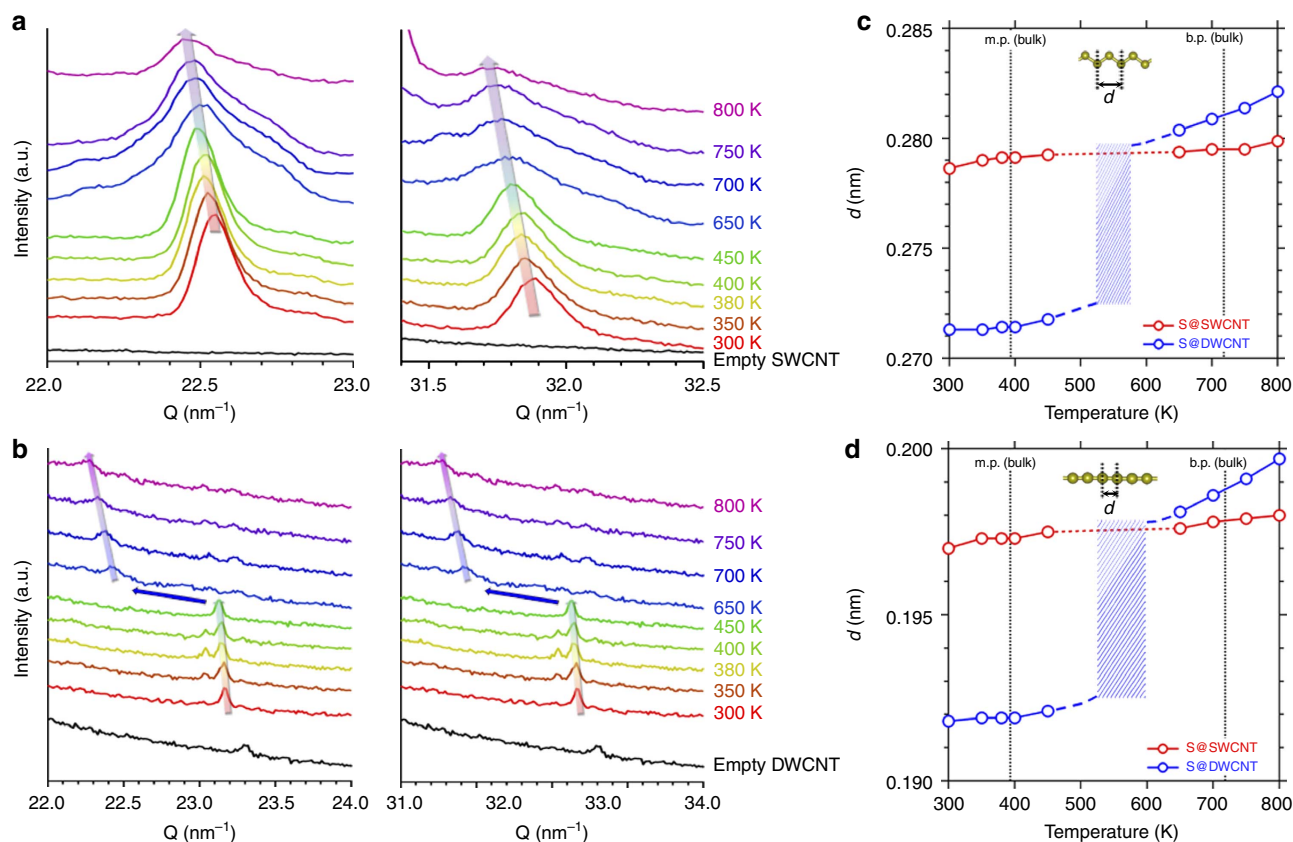 a
Intensity (a.u.)
22.0 22.5 23.0
Q (nm⁻¹)
31.5 32.0 32.5
Q (nm⁻¹)
800 K
750 K
700 K
650 K
450 K
400 K
380 K
350 K
300 K
Empty SWCNT
b
Intensity (a.u.)
22.0 22.5 23.0 23.5 24.0
Q (nm⁻¹)
31.0 32.0 33.0 34.0
Q (nm⁻¹)
800 K
750 K
700 K
650 K
450 K
400 K
380 K
350 K
300 K
Empty DWCNT
c
d (nm)
0.285
0.280
0.275
0.270
m.p. (bulk)
b.p. (bulk)
d
S@SWCNT
S@DWCNT
300 400 500 600 700 800
Temperature (K)
d
d (nm)
0.200
0.195
0.190
m.p. (bulk)
b.p. (bulk)
d
S@SWCNT
S@DWCNT
300 400 500 600 700 800
Temperature (K)